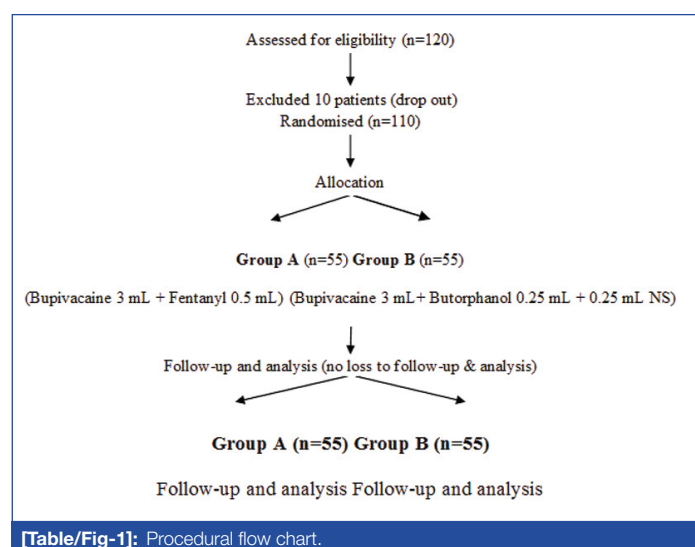 Assessed for eligibility (n=120)
Excluded 10 patients (drop out)
Randomised (n=110)
Allocation
Group A (n=55) Group B (n=55)
(Bupivacaine 3 mL + Fentanyl 0.5 mL) (Bupivacaine 3 mL+ Butorphanol 0.25 mL + 0.25 mL NS)
Follow-up and analysis (no loss to follow-up & analysis)
Group A (n=55) Group B (n=55)
Follow-up and analysis Follow-up and analysis
[Table/Fig-1]: Procedural flow chart.